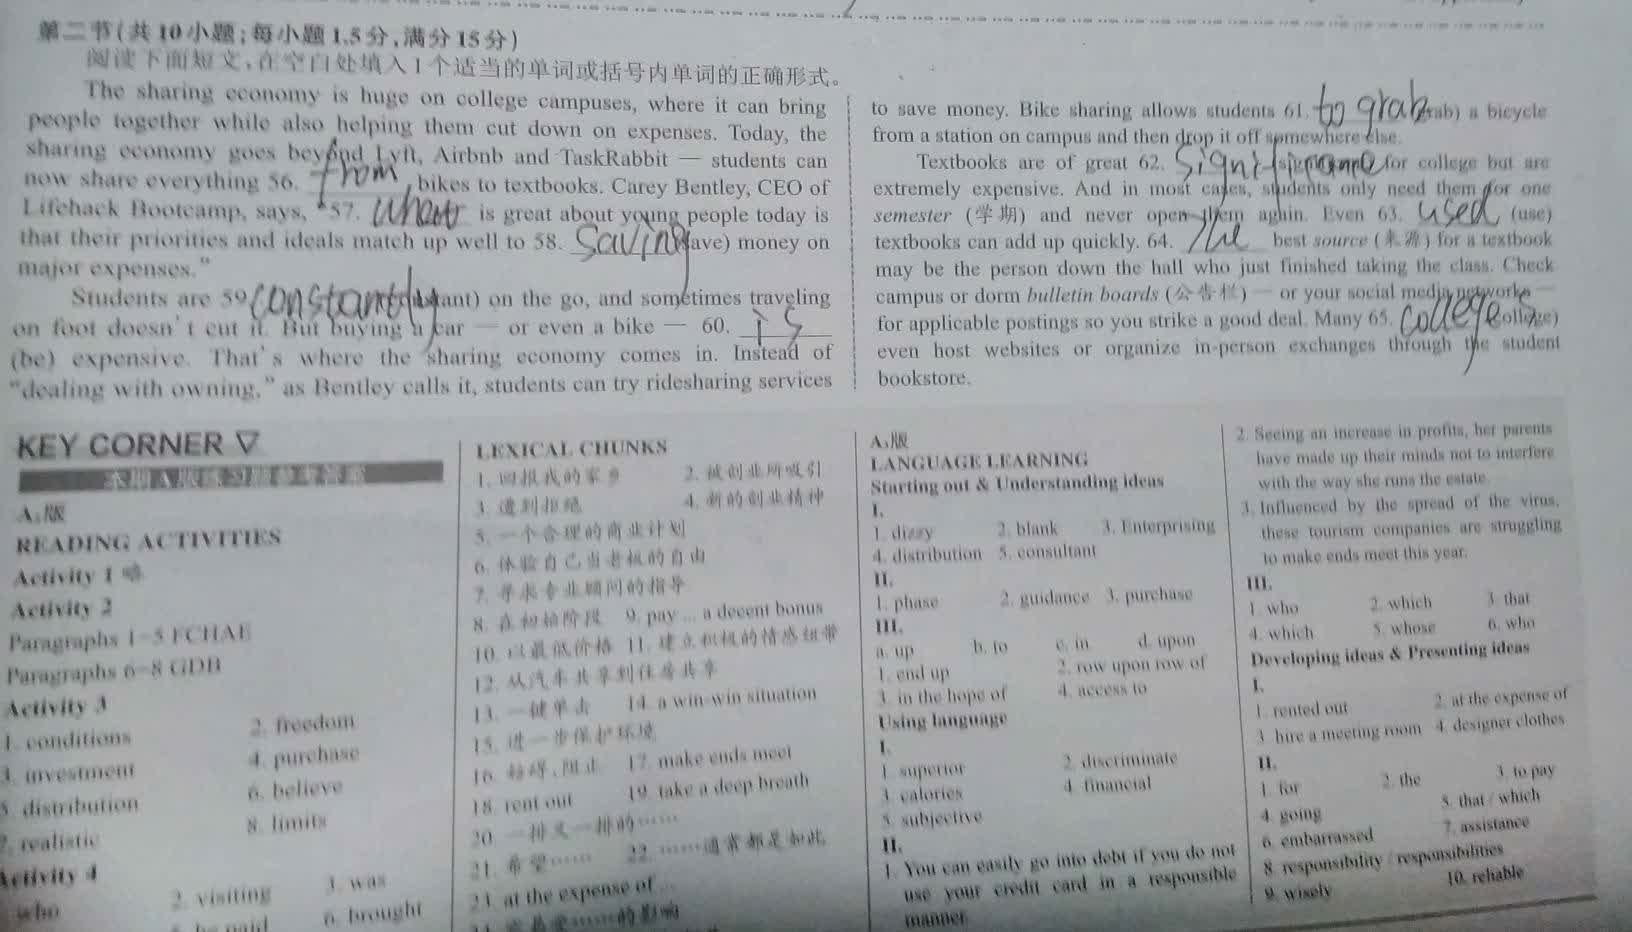 第二节(共10小题;每小题1.5分,满分15分)
阅读下面短文,在空白处填入1个适当的单词或括号内单词的正确形式。
The sharing economy is huge on college campuses, where it can bring
people together while also helping them cut down on expenses. Today, the
sharing economy goes beyond Lyft, Airbnb and TaskRabbit — students can
now share everything 56. from bikes to textbooks. Carey Bentley, CEO of
Lifehack Bootcamp, says, "57. What is great about young people today is
that their priorities and ideals match up well to 58. saving (save) money on
major expenses."
Students are 59. constantly (constant) on the go, and sometimes traveling
on foot doesn't cut it. But buying a car — or even a bike — 60. is
(be) expensive. That's where the sharing economy comes in. Instead of
"dealing with owning," as Bentley calls it, students can try ridesharing services
to save money. Bike sharing allows students 61. to grab (grab) a bicycle
from a station on campus and then drop it off somewhere else.
Textbooks are of great 62. for college but are
extremely expensive. And in most cases, students only need them for one
semester (学期) and never open them again. Even 63. used (use)
textbooks can add up quickly. 64. The best source (来源) for a textbook
may be the person down the hall who just finished taking the class. Check
campus or dorm bulletin boards (公告栏) — or your social media networks —
for applicable postings so you strike a good deal. Many 65. colleges (college)
even host websites or organize in-person exchanges through the student
bookstore.
KEY CORNER
A₂版
READING ACTIVITIES
Activity 1 略
Activity 2
Paragraphs 1-5 FCHAE
Paragraphs 6-8 GDB
Activity 3
1. conditions 2. freedom
3. investment 4. purchase
5. distribution 6. believe
7. realistic 8. limits
Activity 4
who 2. visiting 3. was
6. brought
LEXICAL CHUNKS
1. 回报我的家乡 2. 被创业所吸引
3. 遭到拒绝 4. 新的创业精神
5. 一个合理的商业计划
6. 体验自己当老板的自由
7. 寻求专业顾问的指导
8. 在初始阶段 9. pay ... a decent bonus
10. 以最低价格 11. 建立积极的情感纽带
12. 从汽车共享到住房共享
13. 一键单击 14. a win-win situation
15. 进一步保护环境
16. 妨碍,阻止 17. make ends meet
18. rent out 19. take a deep breath
20. 一排又一排的……
21. 希望…… 22. ……通常都是如此
23. at the expense of ...
A₃版
LANGUAGE LEARNING
Starting out & Understanding ideas
I.
1. dizzy 2. blank 3. Enterprising
4. distribution 5. consultant
II.
1. phase 2. guidance 3. purchase
III.
a. up b. to c. in d. upon
1. end up 2. row upon row of
3. in the hope of 4. access to
Using language
I.
1. superior 2. discriminate
3. calories 4. financial
5. subjective
II.
1. You can easily go into debt if you do not
use your credit card in a responsible
manner.
2. Seeing an increase in profits, her parents
have made up their minds not to interfere
with the way she runs the estate.
3. Influenced by the spread of the virus,
these tourism companies are struggling
to make ends meet this year.
III.
1. who 2. which 3. that
4. which 5. whose 6. who
Developing ideas & Presenting ideas
I.
1. rented out 2. at the expense of
3. hire a meeting room 4. designer clothes
II.
1. for 2. the 3. to pay
4. going 5. that / which
6. embarrassed 7. assistance
8. responsibility / responsibilities
9. wisely 10. reliable